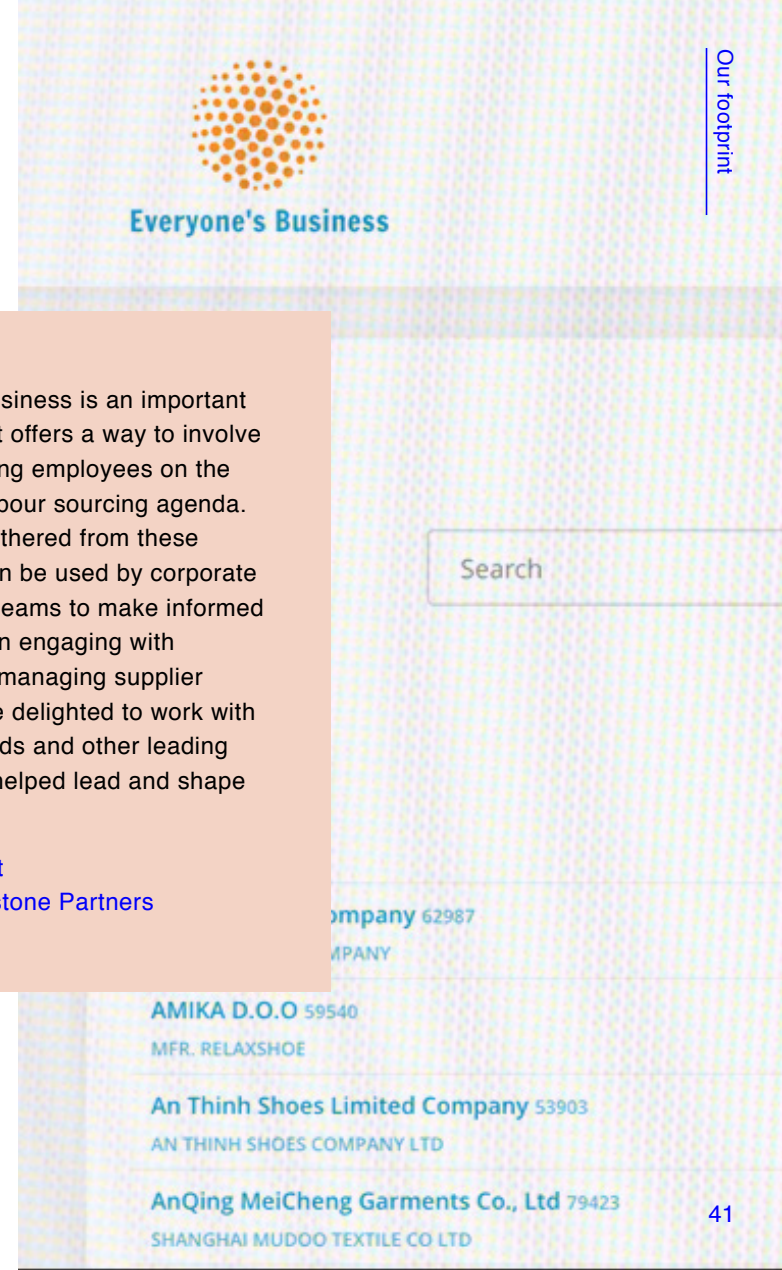 Our footprint
Everyone's Business
siness is an important
t offers a way to involve
ng employees on the
bour sourcing agenda.
thered from these
n be used by corporate
eams to make informed
n engaging with
managing supplier
e delighted to work with
ds and other leading
helped lead and shape
t
stone Partners
Search
ompany 62987
MPANY
AMIKA D.O.O 59540
MFR. RELAXSHOE
An Thinh Shoes Limited Company 53903
AN THINH SHOES COMPANY LTD
AnQing MeiCheng Garments Co., Ltd 79423
SHANGHAI MUDOO TEXTILE CO LTD
41